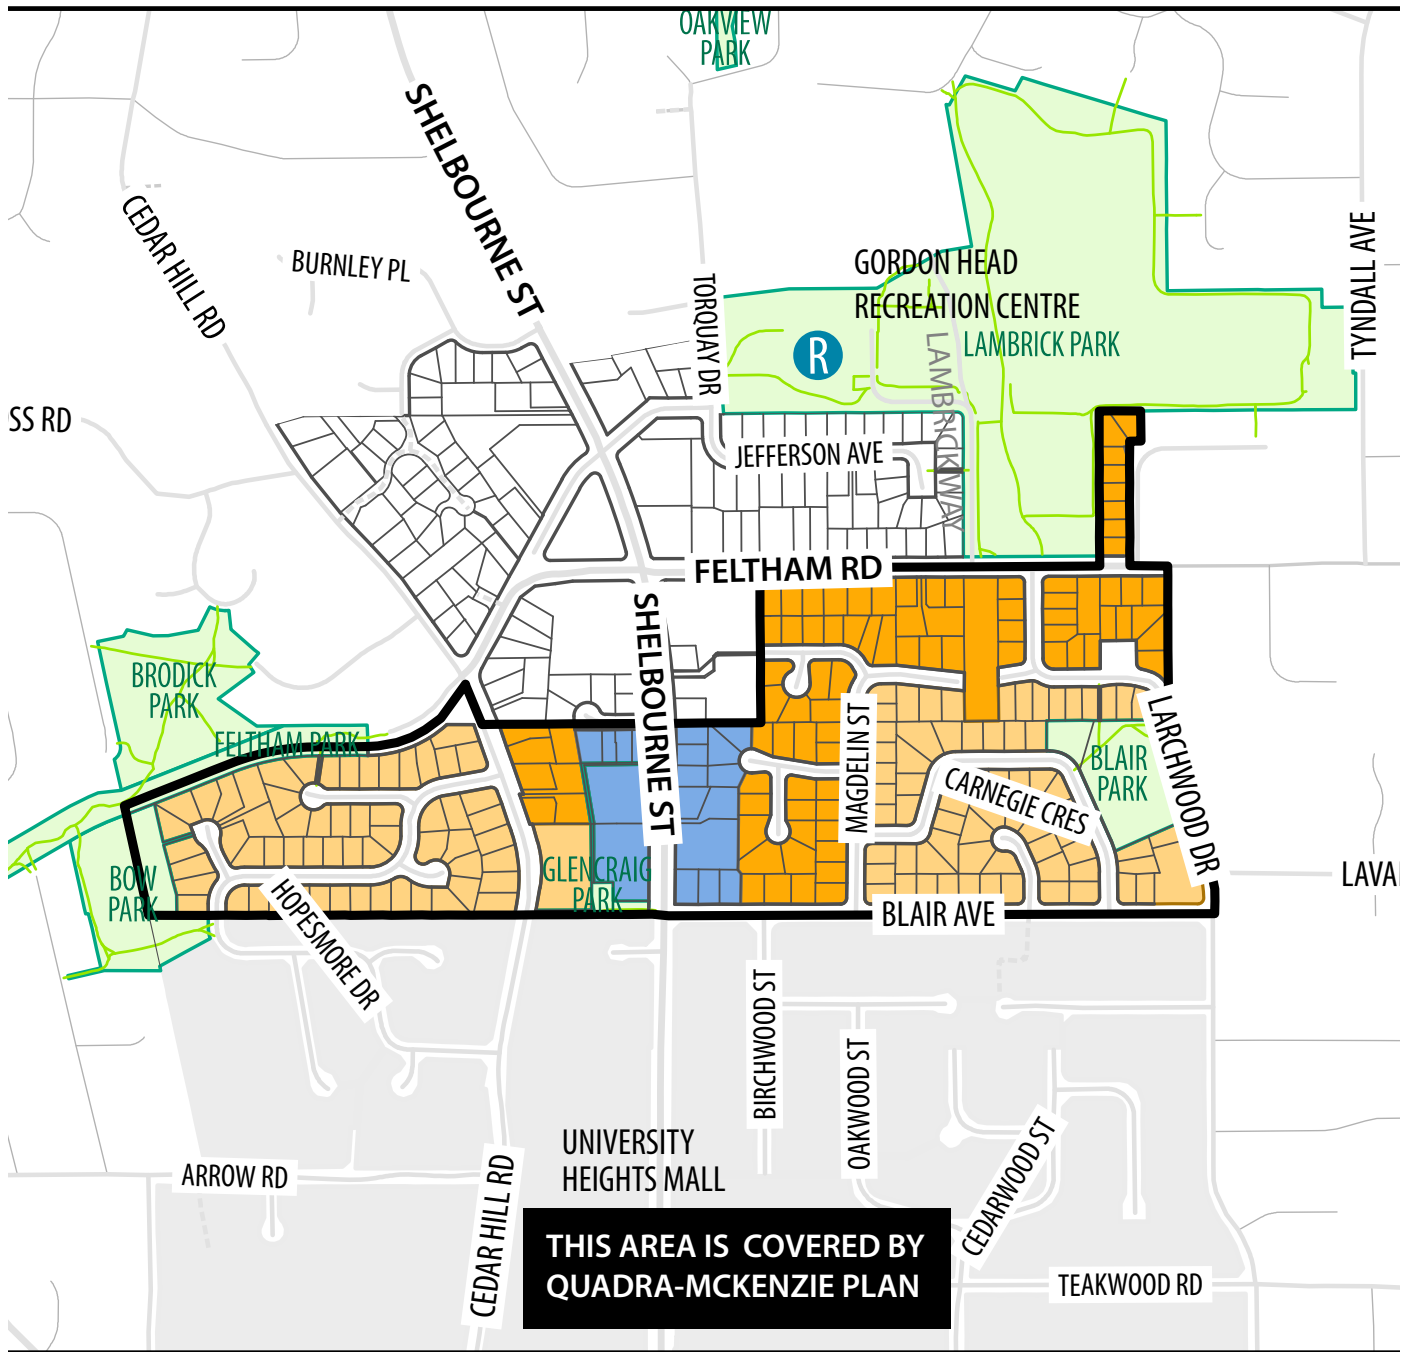 OAKVIEW
PARK
SHELBOURNE ST
CEDAR HILL RD
BURNLEY PL
TORQUAY DR
GORDON HEAD
RECREATION CENTRE
R
LAMBRICK PARK
LAMBRICK WAY
TYNDALL AVE
SS RD
JEFFERSON AVE
FELTHAM RD
SHELBOURNE ST
BRODICK
PARK
FELTHAM PARK
MAGDELIN ST
LARCHWOOD DR
BLAIR
PARK
CARNEGIE CRES
GLENCRAIG
PARK
BOW
PARK
HOPESMORE DR
BLAIR AVE
LAVA
BIRCHWOOD ST
OAKWOOD ST
CEDARWOOD ST
UNIVERSITY
HEIGHTS MALL
ARROW RD
CEDAR HILL RD
THIS AREA IS COVERED BY
QUADRA-MCKENZIE PLAN
TEAKWOOD RD